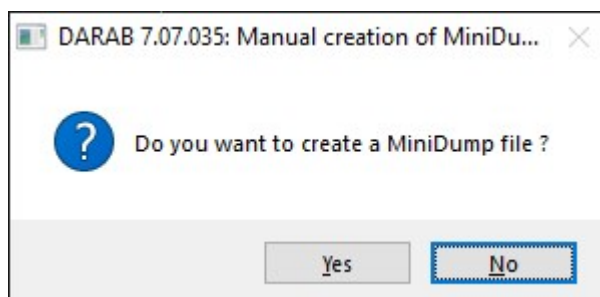 DARAB 7.07.035: Manual creation of MiniDu...
?
Do you want to create a MiniDump file ?
Yes
No